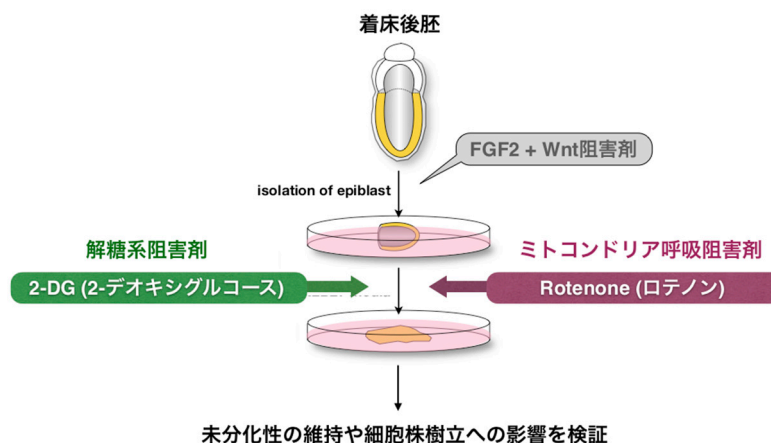 着床後胚
FGF2 + Wnt阻害剤
isolation of epiblast
解糖系阻害剤
ミトコンドリア呼吸阻害剤
2-DG (2-デオキシグルコース)
Rotenone (ロテノン)
未分化性の維持や細胞株樹立への影響を検証